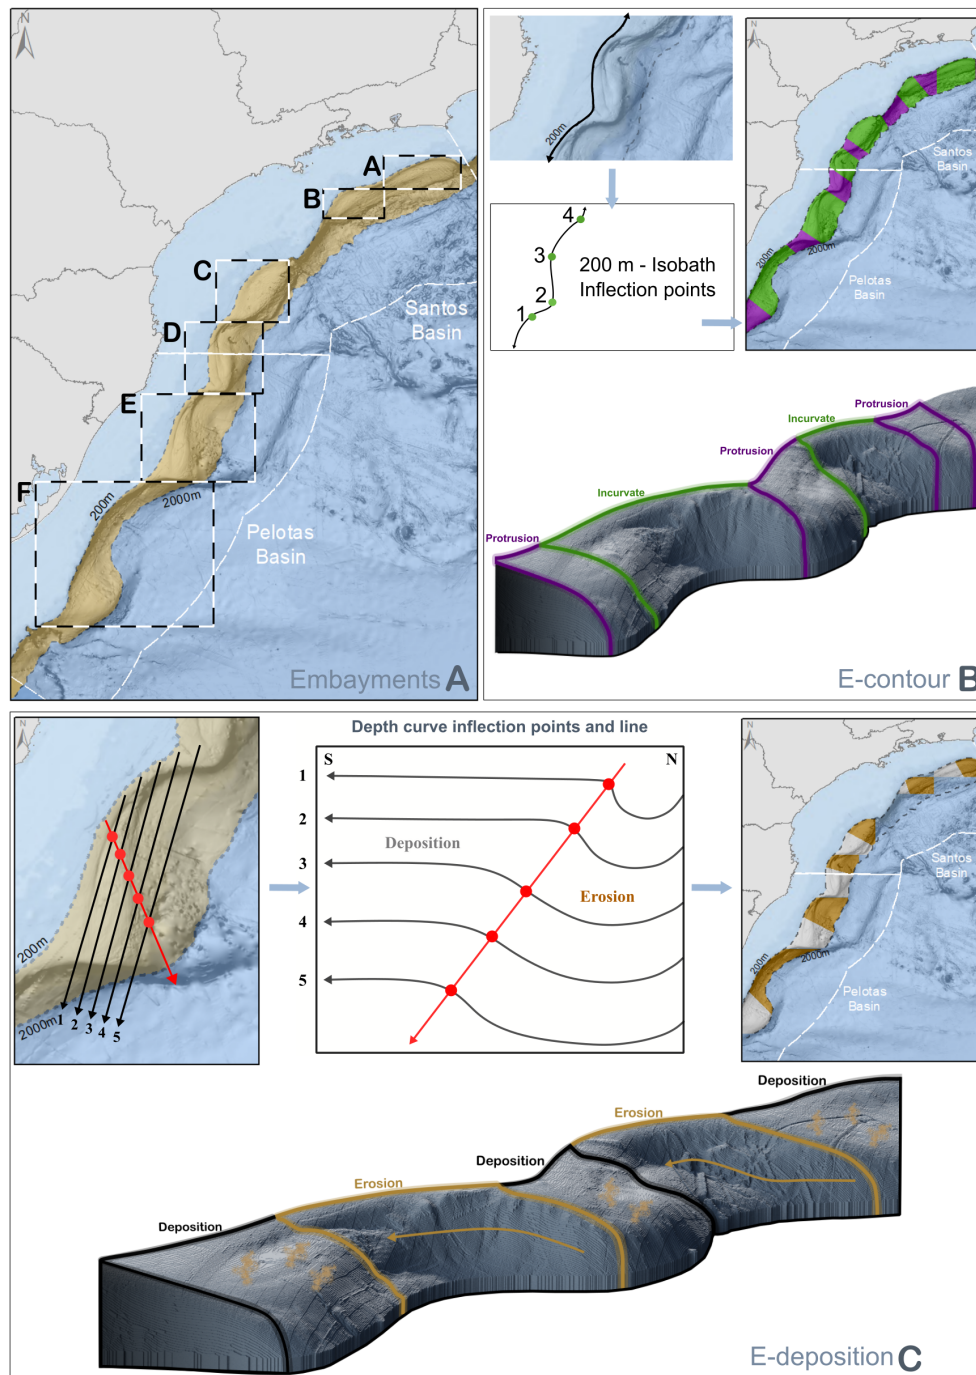 N
A
B
C
D
E
F
200m
2000m
Santos
Basin
Pelotas
Basin
Embayments A
200m
4
3
2
1
200 m - Isobath
Inflection points
N
Santos
Basin
200m
2000m
Pelotas
Basin
Protrusion
Incurvate
Protrusion
Incurvate
Protrusion
E-contour B
N
200m
2000m
1 2 3 4 5
Depth curve inflection points and line
S N
1
2
Deposition
3
Erosion
4
5
N
Santos
Basin
200m
2000m
Pelotas
Basin
Deposition
Erosion
Deposition
Erosion
Deposition
E-deposition C